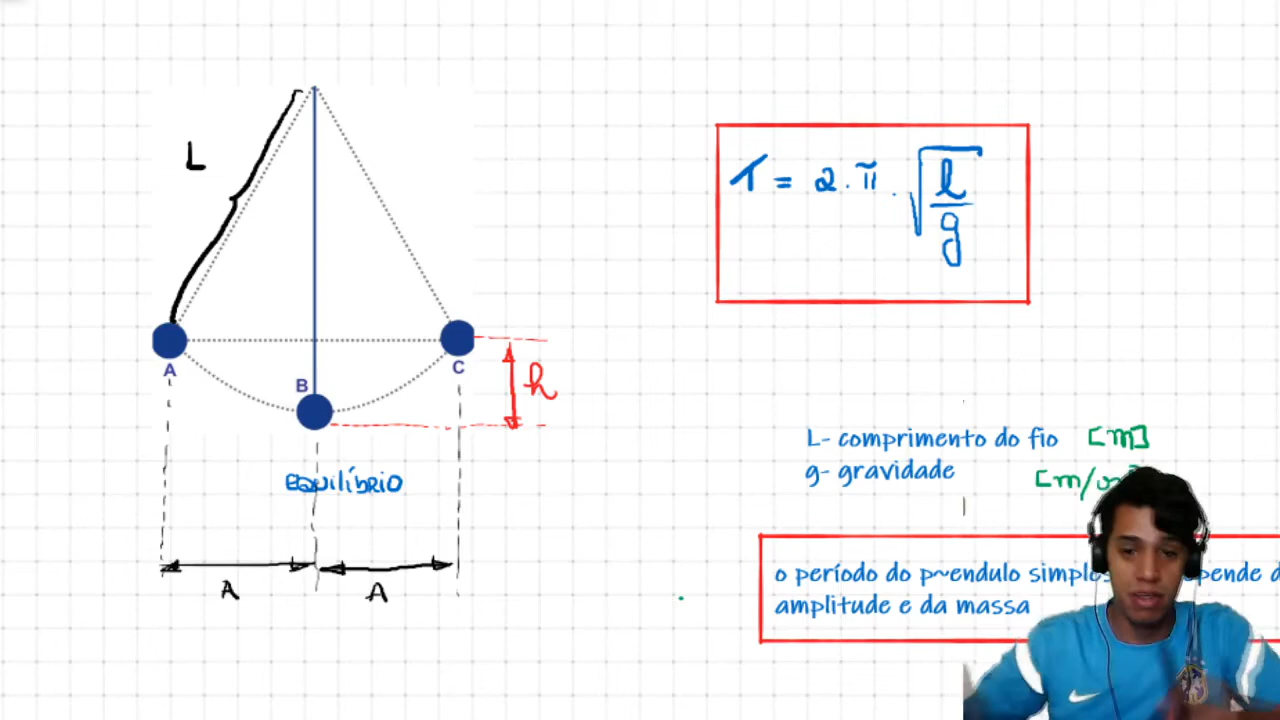 L
A
B
C
h
EQUILÍBRIO
A
A
T = 2 . π . √l/g
L- comprimento do fio [m]
g- gravidade [m/
o período do p~endulo simples
amplitude e da massa